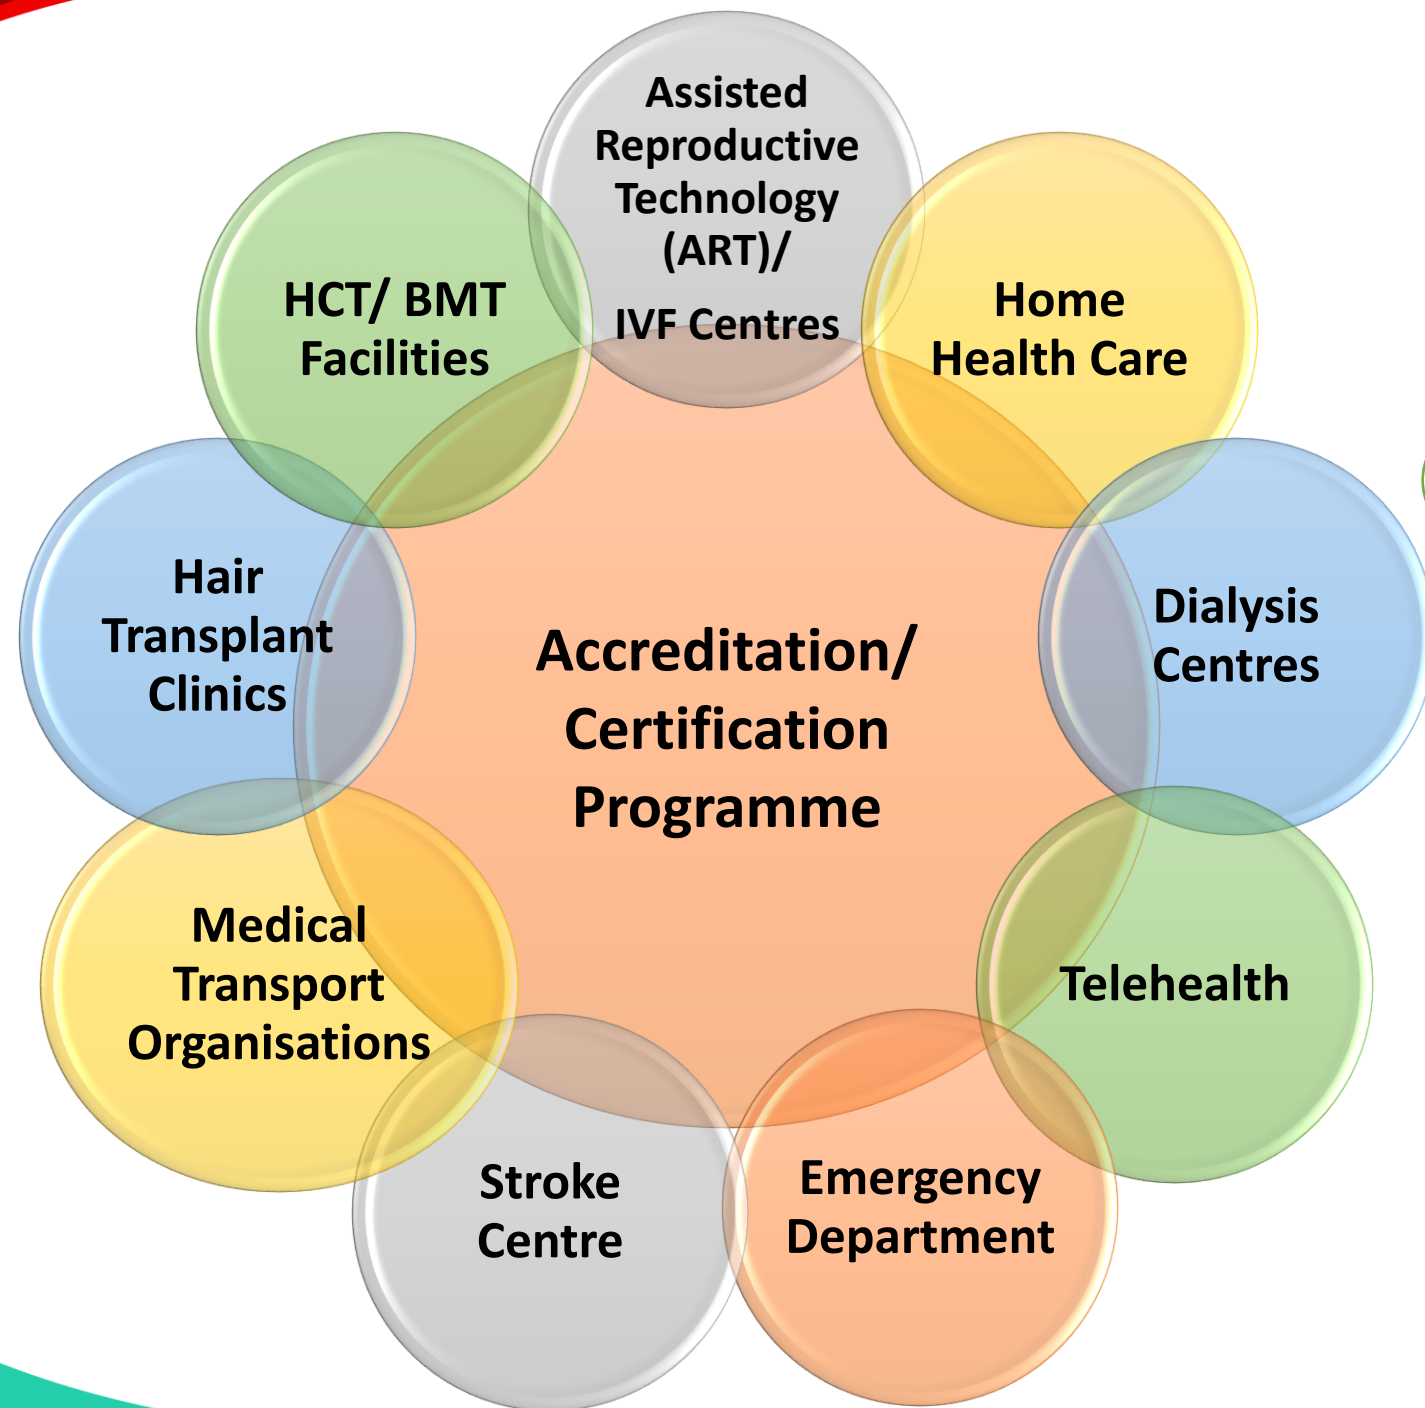 Assisted
Reproductive
Technology
(ART)/
IVF Centres
Home
Health Care
Dialysis
Centres
Telehealth
Emergency
Department
Stroke
Centre
Medical
Transport
Organisations
Hair
Transplant
Clinics
HCT/ BMT
Facilities
Accreditation/
Certification
Programme